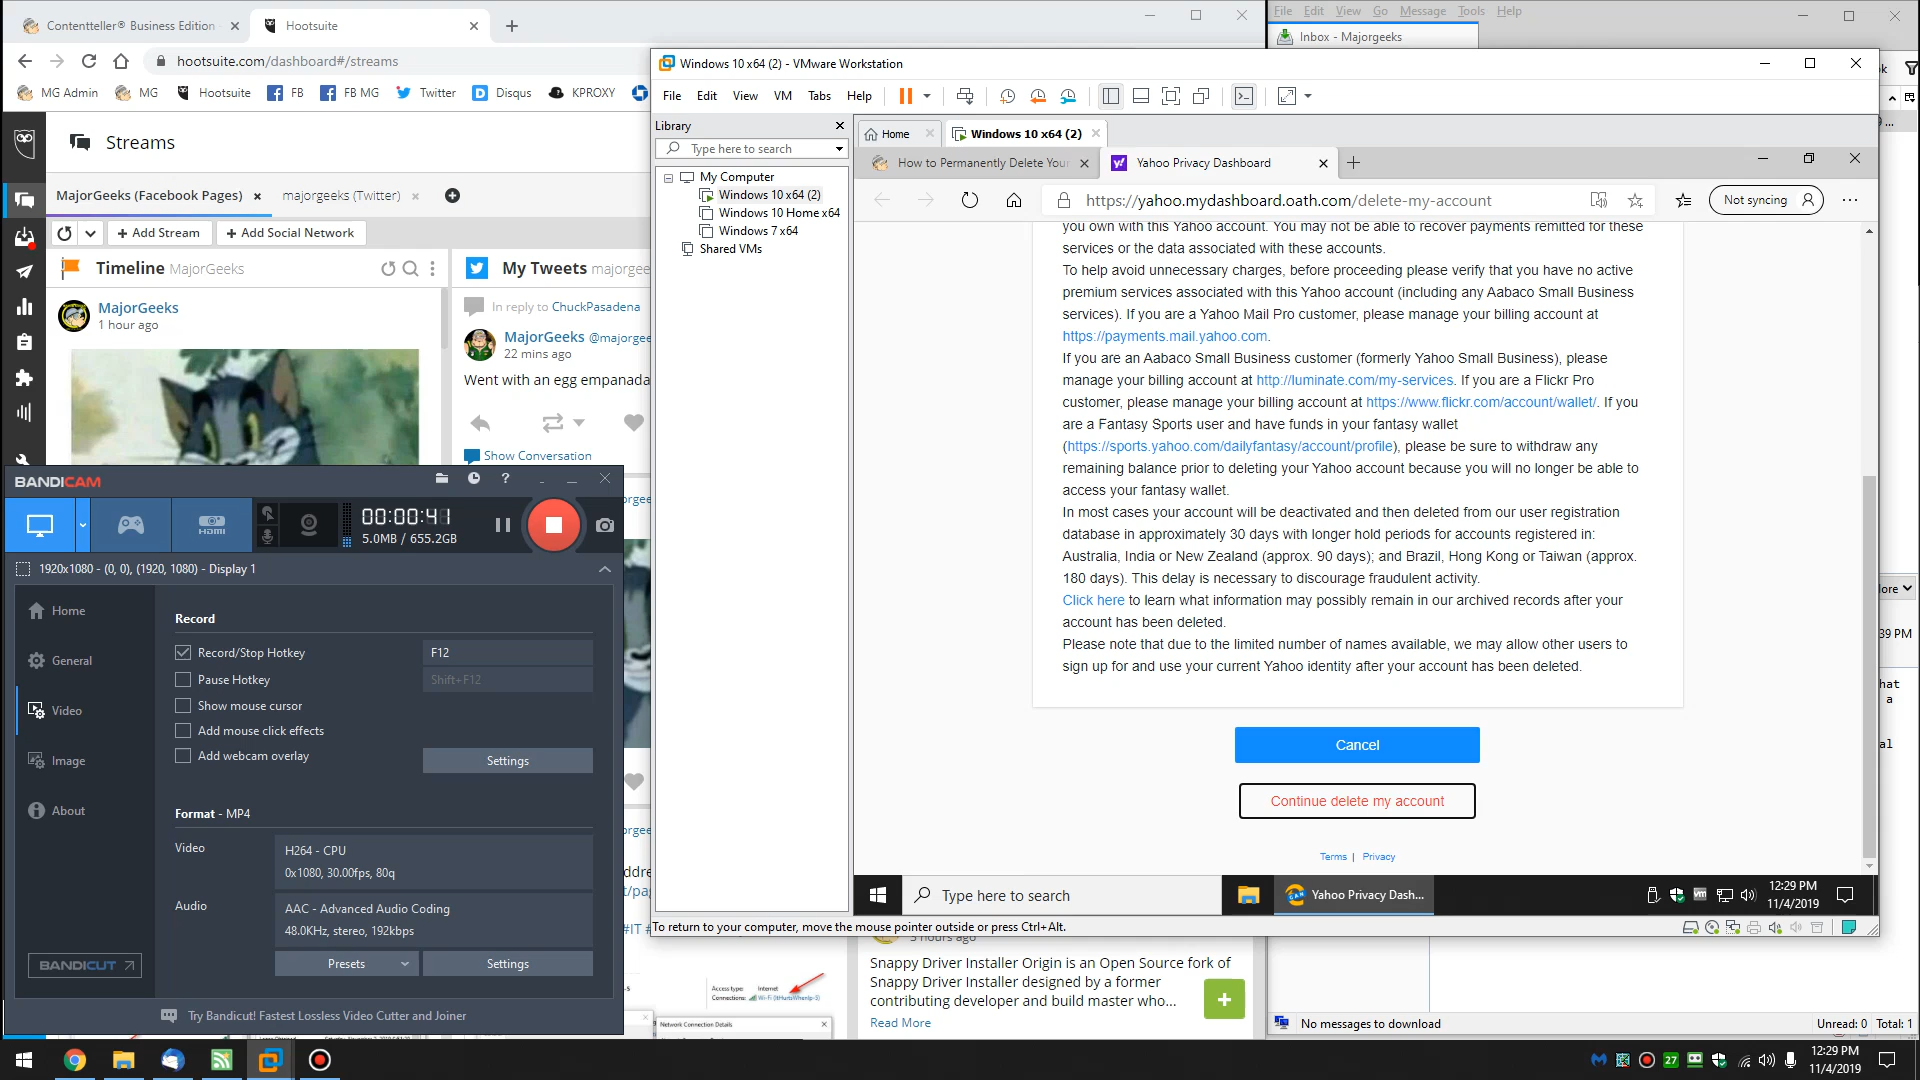 Contentteller® Business Edition
Hootsuite
hootsuite.com/dashboard#/streams
MG Admin
MG
Hootsuite
FB
FB MG
Twitter
Disqus
KPROXY
Streams
MajorGeeks (Facebook Pages)
majorgeeks (Twitter)
Add Stream
Add Social Network
Timeline MajorGeeks
My Tweets majorgee
MajorGeeks
1 hour ago
In reply to ChuckPasadena
MajorGeeks @majorgee
22 mins ago
Went with an egg empanada
Show Conversation
BANDICAM
00:00:41
5.0MB / 655.2GB
HDMI
1920x1080 - (0, 0), (1920, 1080) - Display 1
Home
General
Video
Image
About
BANDICUT
Record
Record/Stop Hotkey
F12
Pause Hotkey
Shift+F12
Show mouse cursor
Add mouse click effects
Add webcam overlay
Settings
Format - MP4
Video
H264 - CPU
0x1080, 30.00fps, 80q
Audio
AAC - Advanced Audio Coding
48.0KHz, stereo, 192kbps
Presets
Settings
Try Bandicut! Fastest Lossless Video Cutter and Joiner
File Edit View Go Message Tools Help
Inbox - Majorgeeks
Windows 10 x64 (2) - VMware Workstation
File Edit View VM Tabs Help
Library
Type here to search
My Computer
Windows 10 x64 (2)
Windows 10 Home x64
Windows 7 x64
Shared VMs
Home
Windows 10 x64 (2)
How to Permanently Delete You
Yahoo Privacy Dashboard
https://yahoo.mydashboard.oath.com/delete-my-account
Not syncing
you own with this Yahoo account. You may not be able to recover payments remitted for these
services or the data associated with these accounts.
To help avoid unnecessary charges, before proceeding please verify that you have no active
premium services associated with this Yahoo account (including any Aabaco Small Business
services). If you are a Yahoo Mail Pro customer, please manage your billing account at
https://payments.mail.yahoo.com.
If you are an Aabaco Small Business customer (formerly Yahoo Small Business), please
manage your billing account at http://luminate.com/my-services. If you are a Flickr Pro
customer, please manage your billing account at https://www.flickr.com/account/wallet/. If you
are a Fantasy Sports user and have funds in your fantasy wallet
(https://sports.yahoo.com/dailyfantasy/account/profile), please be sure to withdraw any
remaining balance prior to deleting your Yahoo account because you will no longer be able to
access your fantasy wallet.
In most cases your account will be deactivated and then deleted from our user registration
database in approximately 30 days with longer hold periods for accounts registered in:
Australia, India or New Zealand (approx. 90 days); and Brazil, Hong Kong or Taiwan (approx.
180 days). This delay is necessary to discourage fraudulent activity.
Click here to learn what information may possibly remain in our archived records after your
account has been deleted.
Please note that due to the limited number of names available, we may allow other users to
sign up for and use your current Yahoo identity after your account has been deleted.
Cancel
Continue delete my account
Terms | Privacy
Type here to search
Yahoo Privacy Dash...
12:29 PM
11/4/2019
To return to your computer, move the mouse pointer outside or press Ctrl+Alt.
Snappy Driver Installer Origin is an Open Source fork of
Snappy Driver Installer designed by a former
contributing developer and build master who...
Read More
Access type: Internet
Connections: Wi-Fi
Network Connection Details
39 PM
No messages to download
Unread: 0 Total: 1
27
12:29 PM
11/4/2019